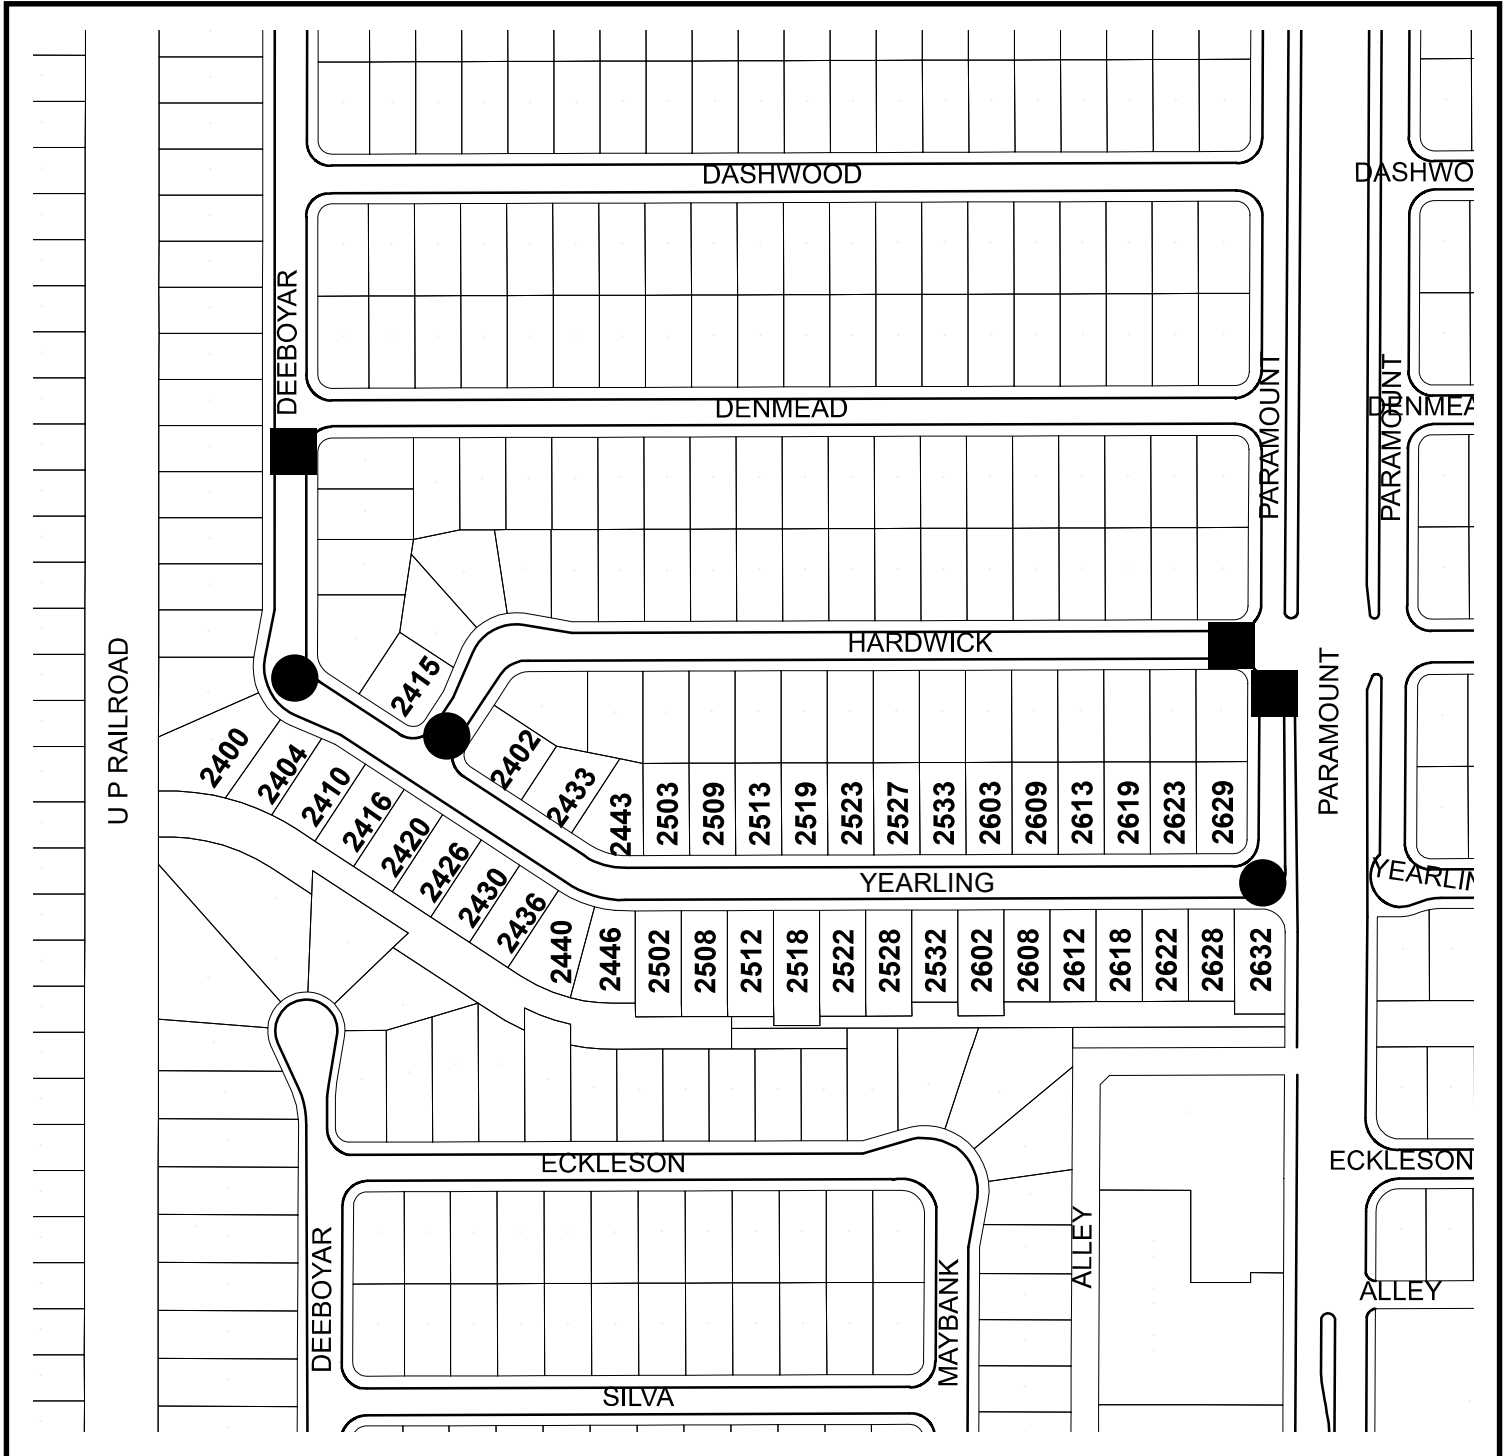 DASHWOOD
DASHWO
DEEBOYAR
PARAMOUNT
PARAMOUNT
DENMEAD
DENMEA
HARDWICK
U P RAILROAD
PARAMOUNT
2415
2400
2404
2410
2416
2420
2426
2430
2436
2440
2446
2402
2433
2443
2503
2509
2513
2519
2523
2527
2533
2603
2609
2613
2619
2623
2629
YEARLING
YEARLIN
2502
2508
2512
2518
2522
2528
2532
2602
2608
2612
2618
2622
2628
2632
ECKLESON
ECKLESON
DEEBOYAR
MAYBANK
ALLEY
ALLEY
SILVA